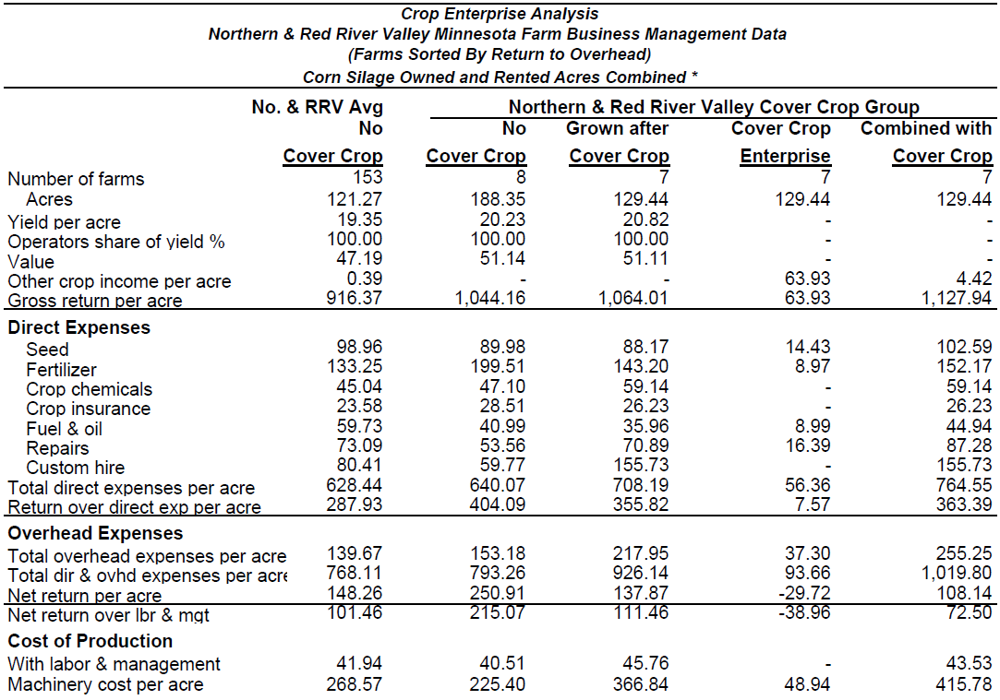 Crop Enterprise Analysis
Northern & Red River Valley Minnesota Farm Business Management Data
(Farms Sorted By Return to Overhead)
Corn Silage Owned and Rented Acres Combined *
No. & RRV Avg Northern & Red River Valley Cover Crop Group
No No Grown after Cover Crop Combined with
Cover Crop Cover Crop Cover Crop Enterprise Cover Crop
Number of farms 153 8 7 7 7
Acres 121.27 188.35 129.44 129.44 129.44
Yield per acre 19.35 20.23 20.82 - -
Operators share of yield % 100.00 100.00 100.00 - -
Value 47.19 51.14 51.11 - -
Other crop income per acre 0.39 - - 63.93 4.42
Gross return per acre 916.37 1,044.16 1,064.01 63.93 1,127.94
Direct Expenses
Seed 98.96 89.98 88.17 14.43 102.59
Fertilizer 133.25 199.51 143.20 8.97 152.17
Crop chemicals 45.04 47.10 59.14 - 59.14
Crop insurance 23.58 28.51 26.23 - 26.23
Fuel & oil 59.73 40.99 35.96 8.99 44.94
Repairs 73.09 53.56 70.89 16.39 87.28
Custom hire 80.41 59.77 155.73 - 155.73
Total direct expenses per acre 628.44 640.07 708.19 56.36 764.55
Return over direct exp per acre 287.93 404.09 355.82 7.57 363.39
Overhead Expenses
Total overhead expenses per acre 139.67 153.18 217.95 37.30 255.25
Total dir & ovhd expenses per acre 768.11 793.26 926.14 93.66 1,019.80
Net return per acre 148.26 250.91 137.87 -29.72 108.14
Net return over lbr & mgt 101.46 215.07 111.46 -38.96 72.50
Cost of Production
With labor & management 41.94 40.51 45.76 - 43.53
Machinery cost per acre 268.57 225.40 366.84 48.94 415.78